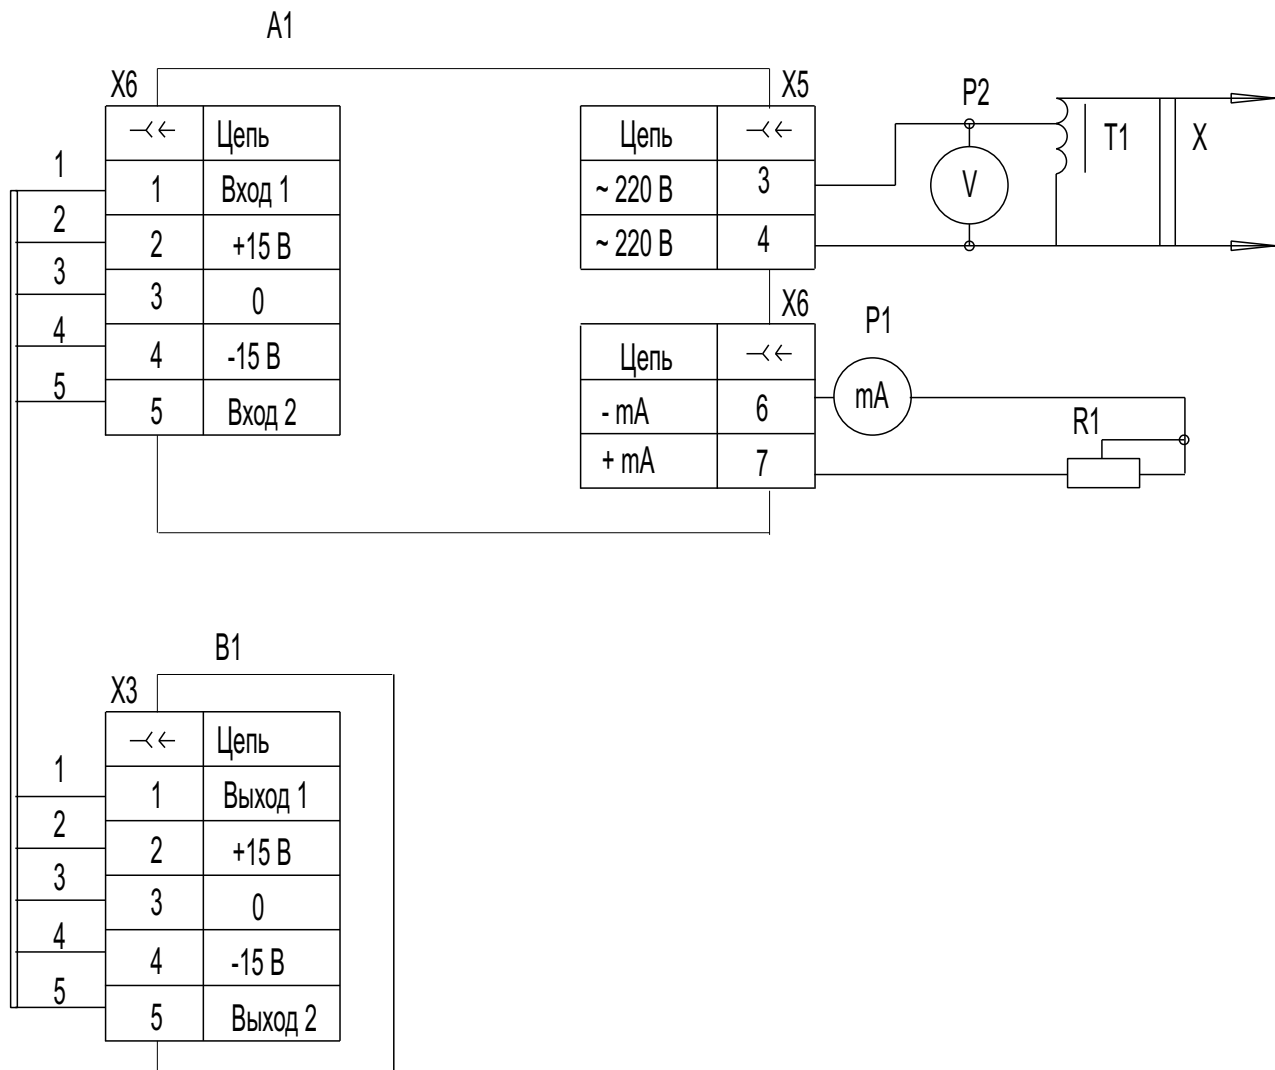 A1
X6
Цепь
1 1 Вход 1
2 2 +15 В
3 3 0
4 4 -15 В
5 5 Вход 2
X5
Цепь
~ 220 В 3
~ 220 В 4
P2
V
T1
X
X6
Цепь
- mA 6
+ mA 7
P1
mA
R1
B1
X3
Цепь
1 1 Выход 1
2 2 +15 В
3 3 0
4 4 -15 В
5 5 Выход 2